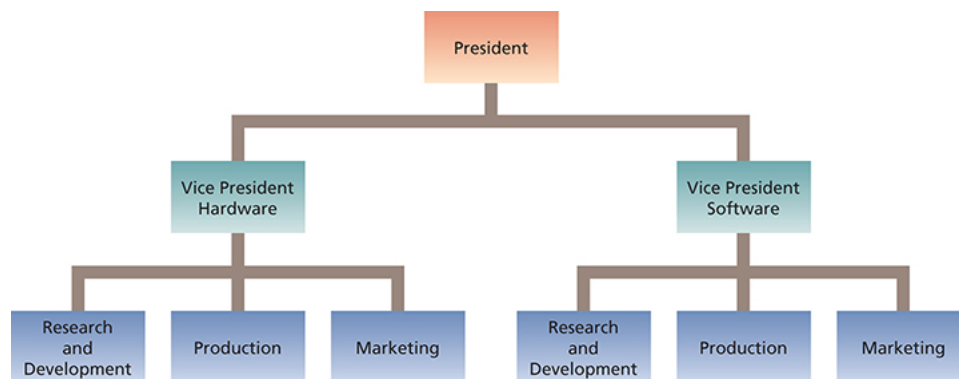 President
Vice President
Hardware
Vice President
Software
Research
and
Development
Production
Marketing
Research
and
Development
Production
Marketing